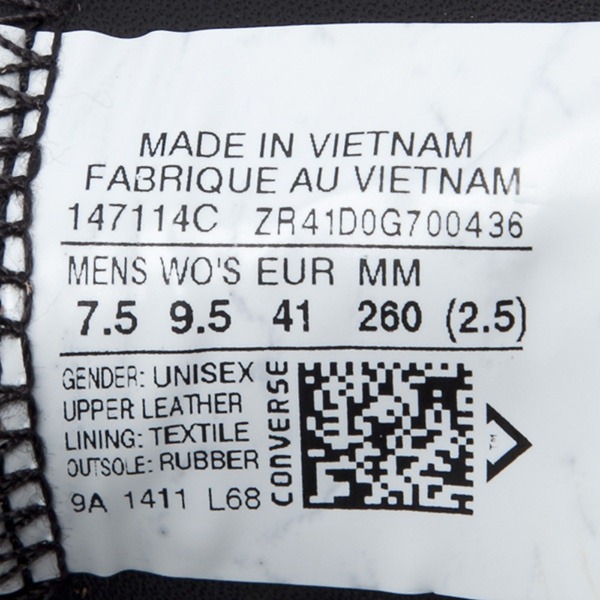 MADE IN VIETNAM
FABRIQUE AU VIETNAM
147114C ZR41D0G700436
MENS WO'S EUR MM
7.5 9.5 41 260 (2.5)
GENDER: UNISEX
UPPER LEATHER
LINING: TEXTILE
OUTSOLE: RUBBER
9A 1411 L68
CONVERSE
TM